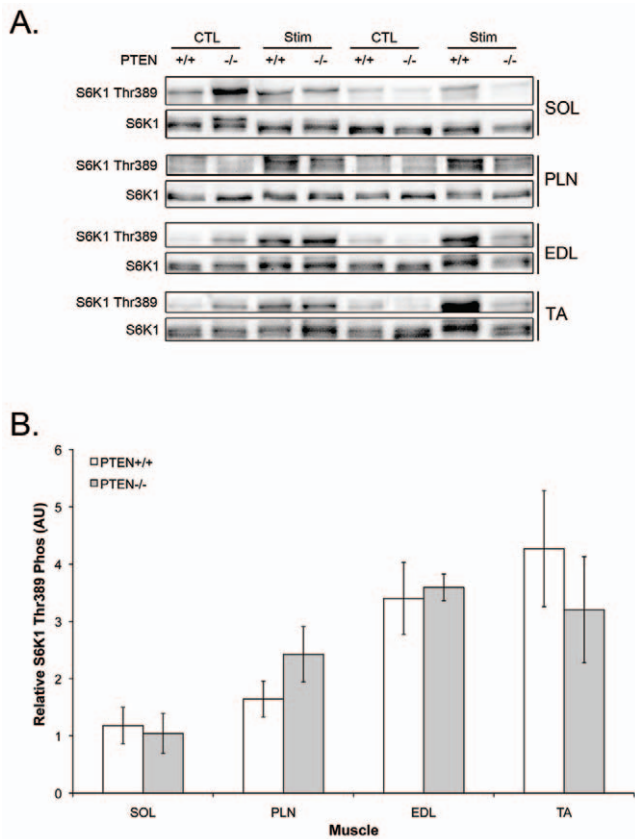 A.
CTL Stim CTL Stim
PTEN +/+ -/- +/+ -/- +/+ -/- +/+ -/-
S6K1 Thr389
S6K1
SOL
S6K1 Thr389
S6K1
PLN
S6K1 Thr389
S6K1
EDL
S6K1 Thr389
S6K1
TA
B.
6
5
4
3
2
1
0
Relative S6K1 Thr389 Phos (AU)
PTEN+/+
PTEN-/-
SOL PLN EDL TA
Muscle